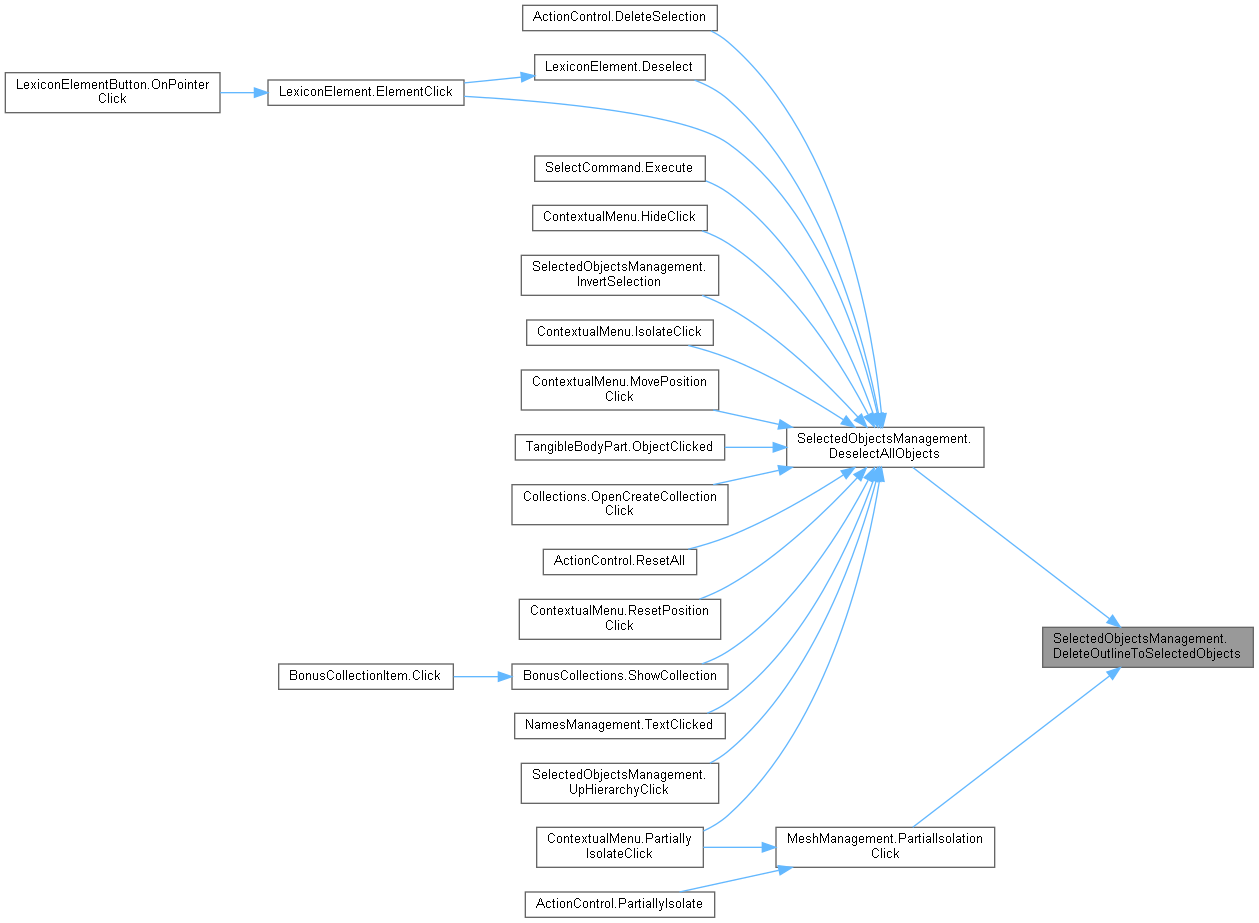 ActionControl.DeleteSelection
LexiconElement.Deselect
LexiconElementButton.OnPointer
Click
LexiconElement.ElementClick
SelectCommand.Execute
ContextualMenu.HideClick
SelectedObjectsManagement.
InvertSelection
ContextualMenu.IsolateClick
ContextualMenu.MovePosition
Click
TangibleBodyPart.ObjectClicked
SelectedObjectsManagement.
DeselectAllObjects
Collections.OpenCreateCollection
Click
ActionControl.ResetAll
ContextualMenu.ResetPosition
Click
SelectedObjectsManagement.
DeleteOutlineToSelectedObjects
BonusCollectionItem.Click
BonusCollections.ShowCollection
NamesManagement.TextClicked
SelectedObjectsManagement.
UpHierarchyClick
ContextualMenu.Partially
IsolateClick
MeshManagement.PartialIsolation
Click
ActionControl.PartiallyIsolate